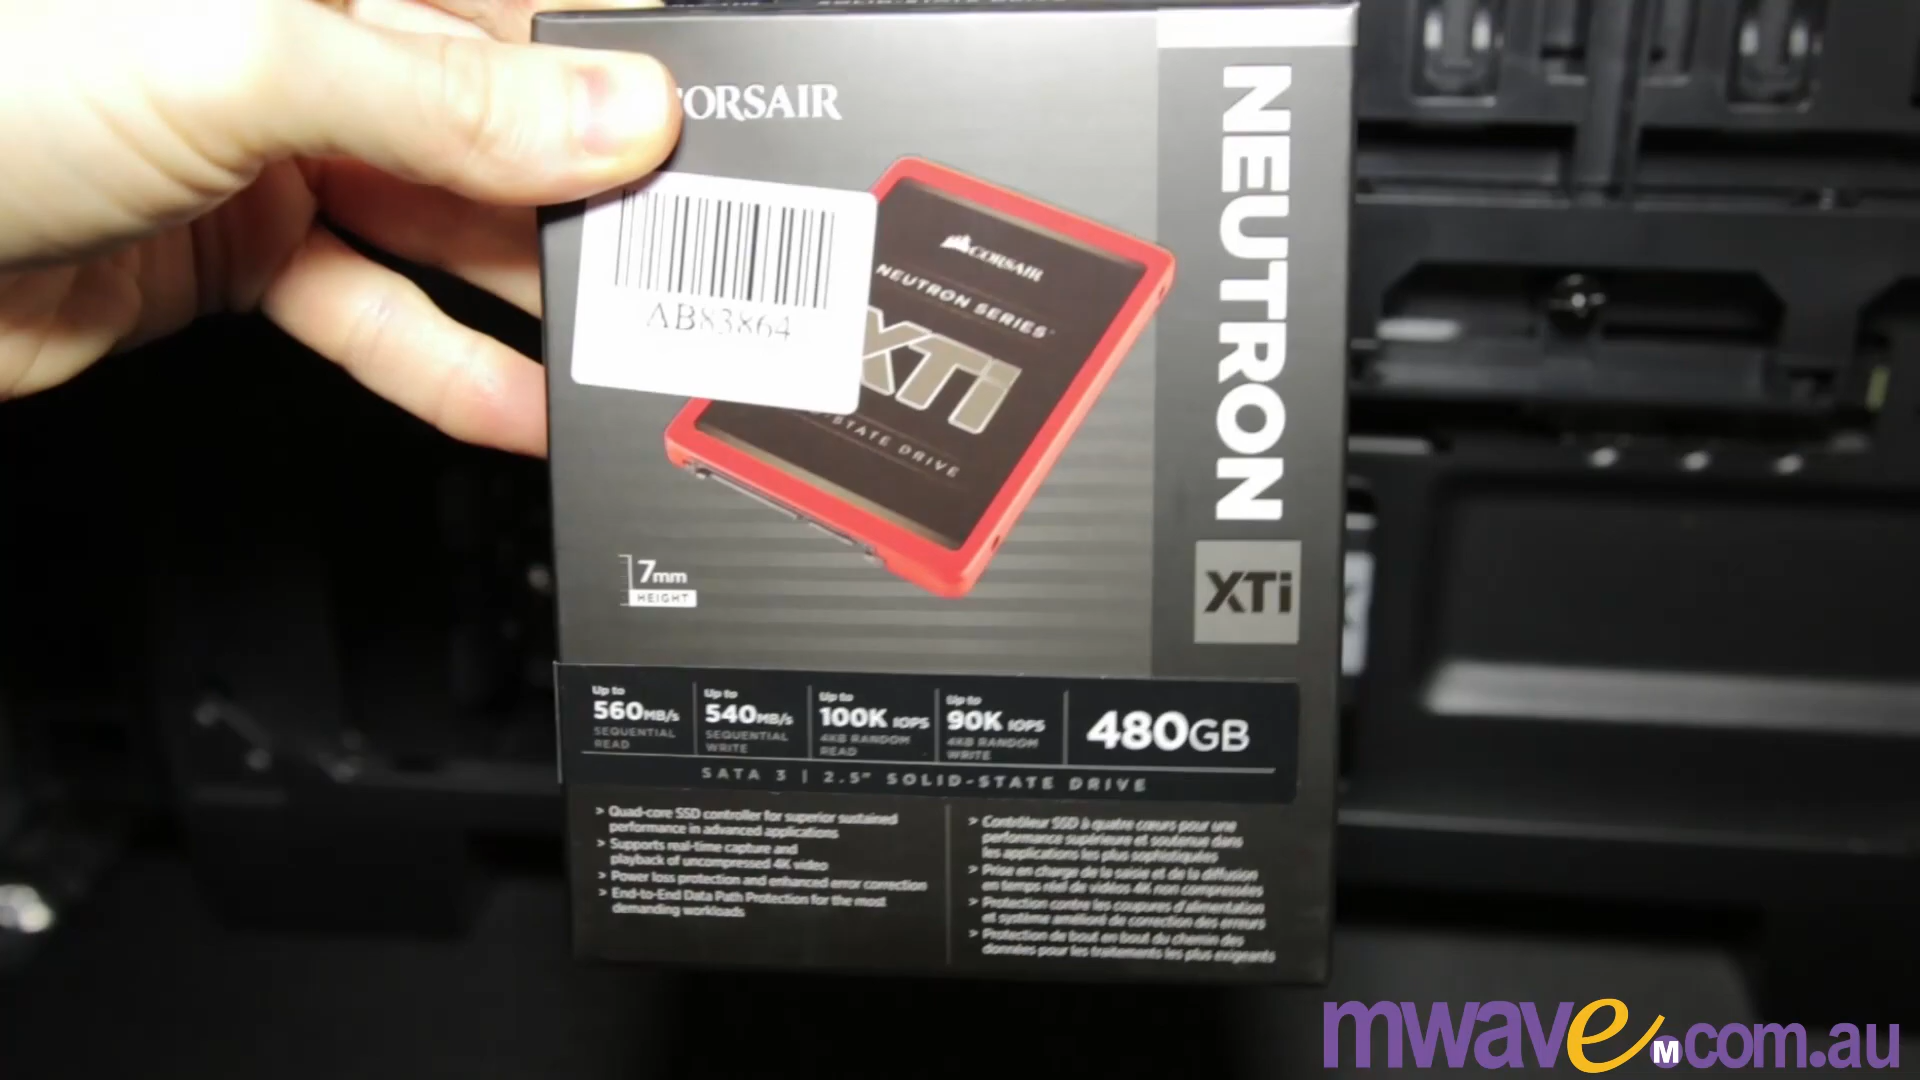 CORSAIR
AB83864
CORSAIR
NEUTRON SERIES
XTi
STATE DRIVE
NEUTRON
XTi
7mm
HEIGHT
Up to
560MB/s
SEQUENTIAL
READ
Up to
540MB/s
SEQUENTIAL
WRITE
Up to
100K IOPS
4KB RANDOM
READ
Up to
90K IOPS
4KB RANDOM
WRITE
480GB
SATA 3 | 2.5" SOLID-STATE DRIVE
> Quad-core SSD controller for superior sustained
performance in advanced applications
> Supports real-time capture and
playback of uncompressed 4K video
> Power loss protection and enhanced error correction
> End-to-End Data Path Protection for the most
demanding workloads
> Contrôleur SSD à quatre cœurs pour une
performance supérieure et soutenue dans
les applications les plus sophistiquées
> Prise en charge de la saisie et de la diffusion
en temps réel de vidéos 4K non compressées
> Protection contre les coupures d'alimentation
et système amélioré de correction des erreurs
> Protection de bout en bout du chemin des
données pour les traitements les plus exigeants
mwave.com.au
M